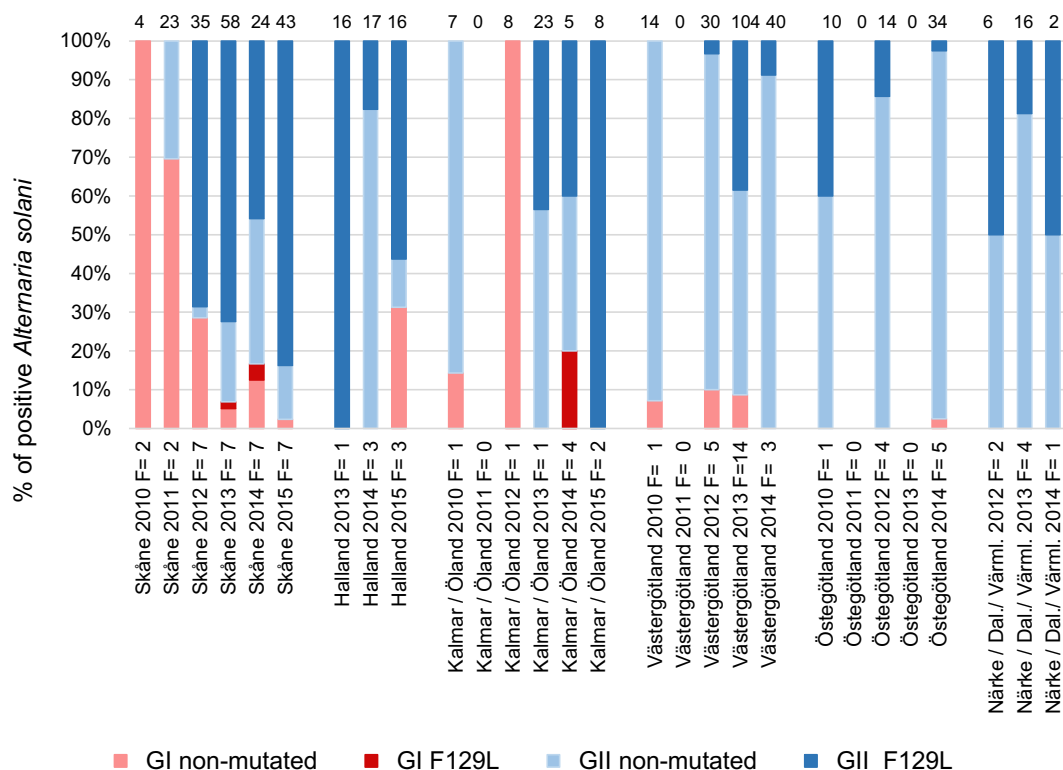 4 23 35 58 24 43 16 17 16 7 0 8 23 5 8 14 0 30 104 40 10 0 14 0 34 6 16 2
100%
90%
80%
70%
60%
50%
40%
30%
20%
10%
0%
% of positive Alternaria solani
Skåne 2010 F= 2
Skåne 2011 F= 2
Skåne 2012 F= 7
Skåne 2013 F= 7
Skåne 2014 F= 7
Skåne 2015 F= 7
Halland 2013 F= 1
Halland 2014 F= 3
Halland 2015 F= 3
Kalmar / Öland 2010 F= 1
Kalmar / Öland 2011 F= 0
Kalmar / Öland 2012 F= 1
Kalmar / Öland 2013 F= 1
Kalmar / Öland 2014 F= 4
Kalmar / Öland 2015 F= 2
Västergötland 2010 F= 1
Västergötland 2011 F= 0
Västergötland 2012 F= 5
Västergötland 2013 F=14
Västergötland 2014 F= 3
Östegötland 2010 F= 1
Östegötland 2011 F= 0
Östegötland 2012 F= 4
Östegötland 2013 F= 0
Östegötland 2014 F= 5
Närke / Dal./ Värml. 2012 F= 2
Närke / Dal./ Värml. 2013 F= 4
Närke / Dal./ Värml. 2014 F= 1
GI non-mutated GI F129L GII non-mutated GII F129L